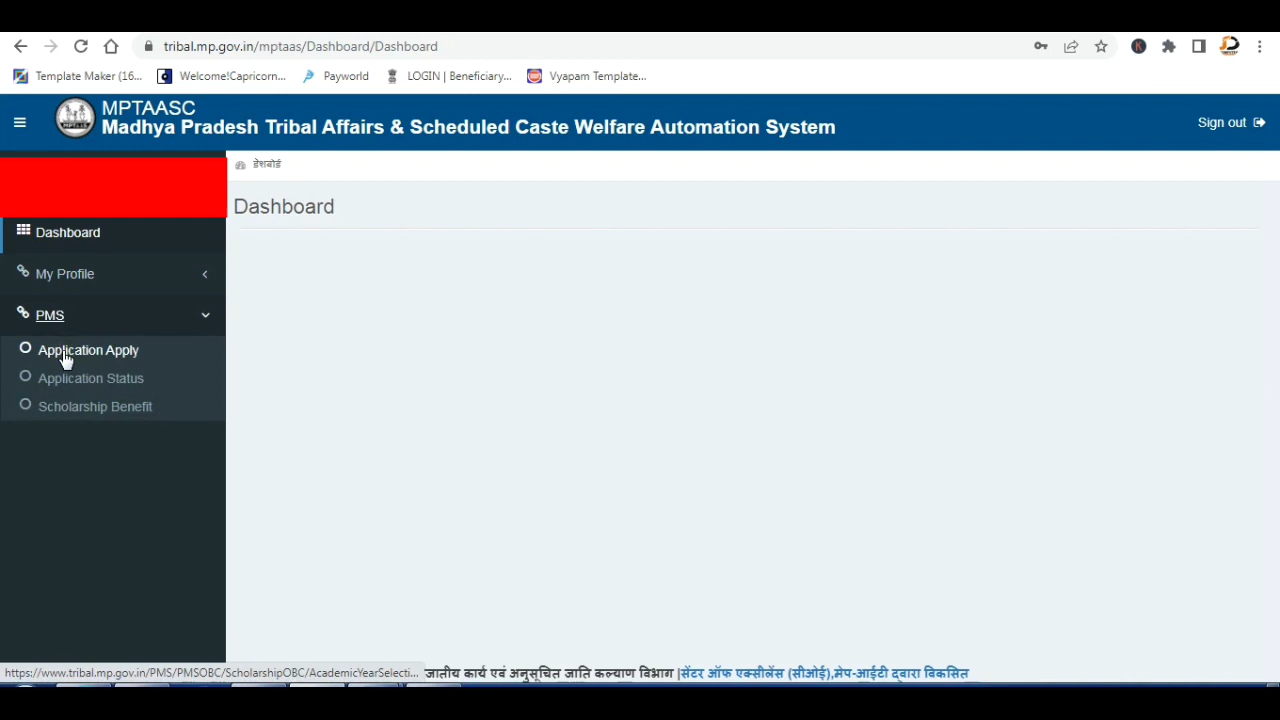 tribal.mp.gov.in/mptaas/Dashboard/Dashboard
Template Maker (16... Welcome!Capricorn... Payworld LOGIN | Beneficiary... Vyapam Template...
MPTAASC
Madhya Pradesh Tribal Affairs & Scheduled Caste Welfare Automation System
Sign out
डेशबोर्ड
Dashboard
Dashboard
My Profile
PMS
Application Apply
Application Status
Scholarship Benefit
https://www.tribal.mp.gov.in/PMS/PMSOBC/ScholarshipOBC/AcademicYearSelecti... जातीय कार्य एवं अनुसूचित जाति कल्याण विभाग |सेंटर ऑफ एक्सीलेंस (सीओई),मेप-आईटी द्वारा विकसित